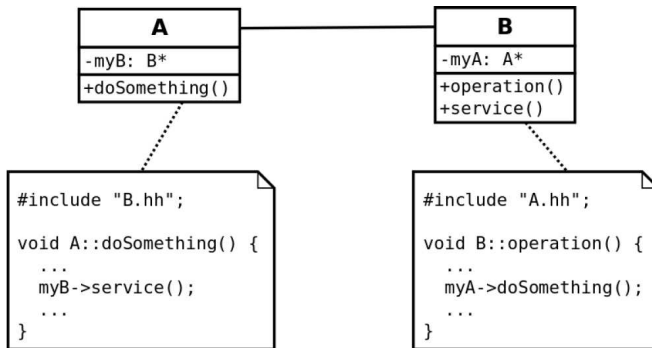 A
-myB: B*
+doSomething()
B
-myA: A*
+operation()
+service()
#include "B.hh";
void A::doSomething() {
...
myB->service();
...
}
#include "A.hh";
void B::operation() {
...
myA->doSomething();
...
}